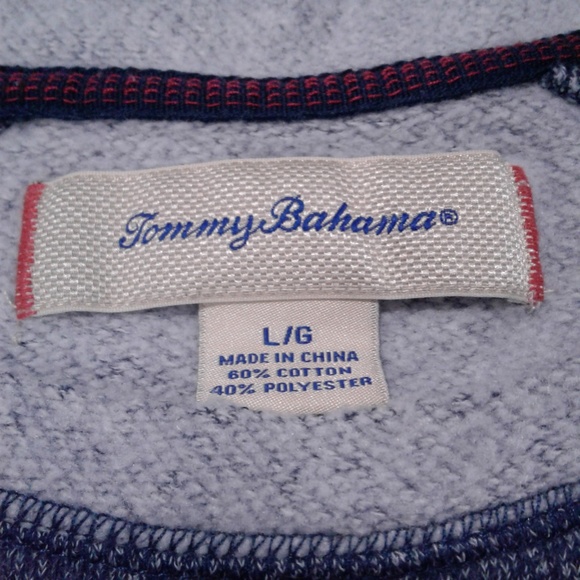 Tommy Bahama®
L/G
MADE IN CHINA
60% COTTON
40% POLYESTER